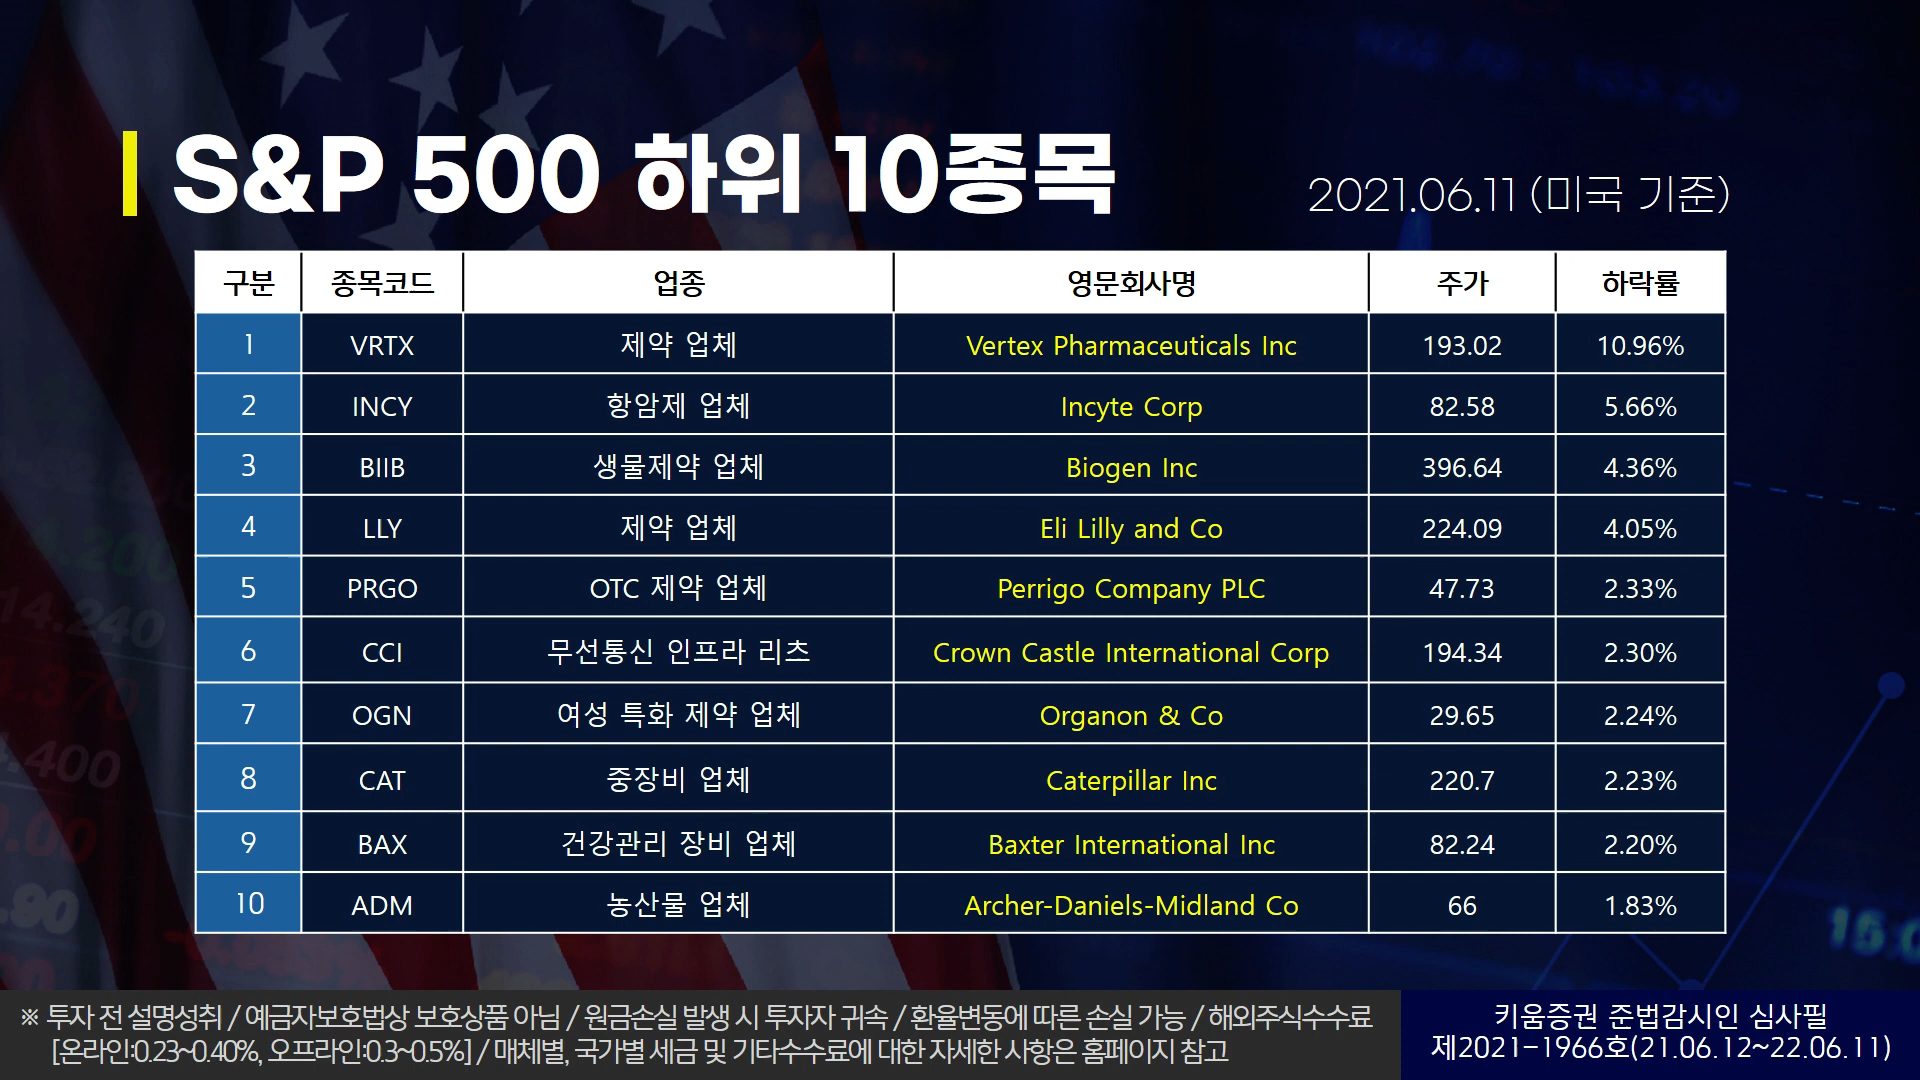 S&P 500 하위 10종목
2021.06.11 (미국 기준)
구분 종목코드 업종 영문회사명 주가 하락률
1 VRTX 제약 업체 Vertex Pharmaceuticals Inc 193.02 10.96%
2 INCY 항암제 업체 Incyte Corp 82.58 5.66%
3 BIIB 생물제약 업체 Biogen Inc 396.64 4.36%
4 LLY 제약 업체 Eli Lilly and Co 224.09 4.05%
5 PRGO OTC 제약 업체 Perrigo Company PLC 47.73 2.33%
6 CCI 무선통신 인프라 리츠 Crown Castle International Corp 194.34 2.30%
7 OGN 여성 특화 제약 업체 Organon & Co 29.65 2.24%
8 CAT 중장비 업체 Caterpillar Inc 220.7 2.23%
9 BAX 건강관리 장비 업체 Baxter International Inc 82.24 2.20%
10 ADM 농산물 업체 Archer-Daniels-Midland Co 66 1.83%
※ 투자 전 설명성취 / 예금자보호법상 보호상품 아님 / 원금손실 발생 시 투자자 귀속 / 환율변동에 따른 손실 가능 / 해외주식수수료
[온라인:0.23~0.40%, 오프라인:0.3~0.5%] / 매체별, 국가별 세금 및 기타수수료에 대한 자세한 사항은 홈페이지 참고
키움증권 준법감시인 심사필
제2021-1966호(21.06.12~22.06.11)
14.240
4.200
4.370
4.400